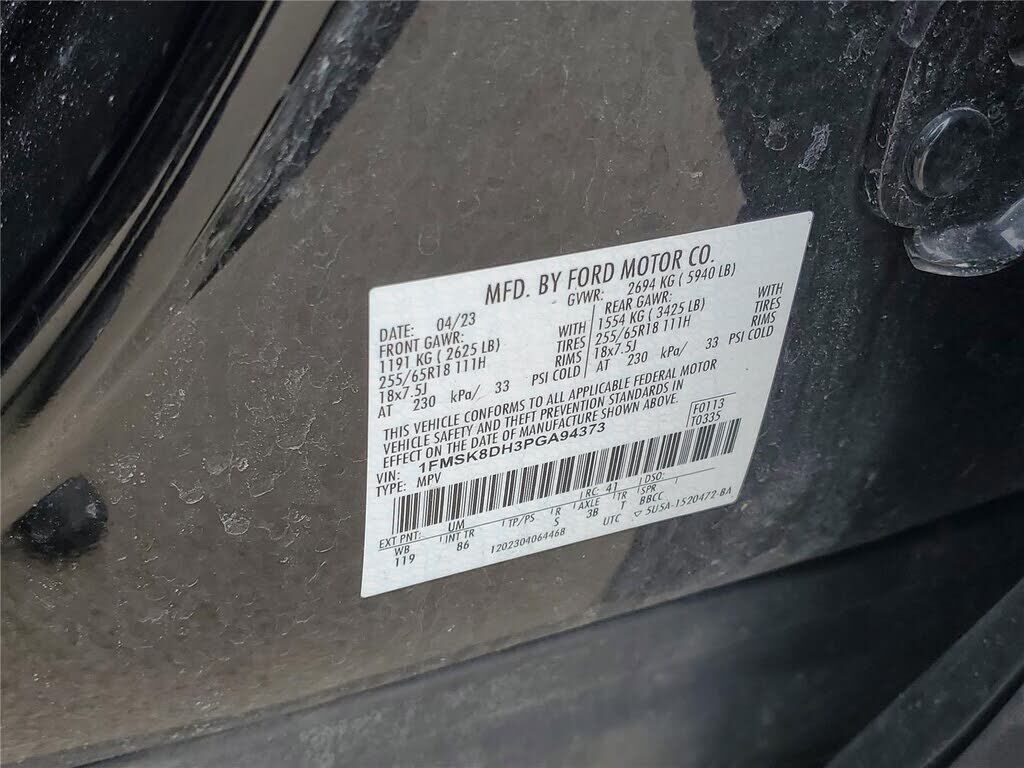 MFD. BY FORD MOTOR CO.
DATE: 04/23 GVWR: 2694 KG ( 5940 LB)
FRONT GAWR: REAR GAWR:
1191 KG ( 2625 LB) WITH 1554 KG ( 3425 LB) WITH
255/65R18 111H TIRES 255/65R18 111H TIRES
18x7.5J RIMS 18x7.5J RIMS
AT 230 kPa/ 33 PSI COLD AT 230 kPa/ 33 PSI COLD
THIS VEHICLE CONFORMS TO ALL APPLICABLE FEDERAL MOTOR
VEHICLE SAFETY AND THEFT PREVENTION STANDARDS IN
EFFECT ON THE DATE OF MANUFACTURE SHOWN ABOVE.
VIN: 1FMSK8DH3PGA94373 F0113
TYPE: MPV T0335
EXT PNT: UM RC: 41 DSO:
WB INT TR TP/PS R AXLE TR SPR
119 86 S 3B T BBCC
1202304064468 UTC ▽ 5U5A-1520472-BA